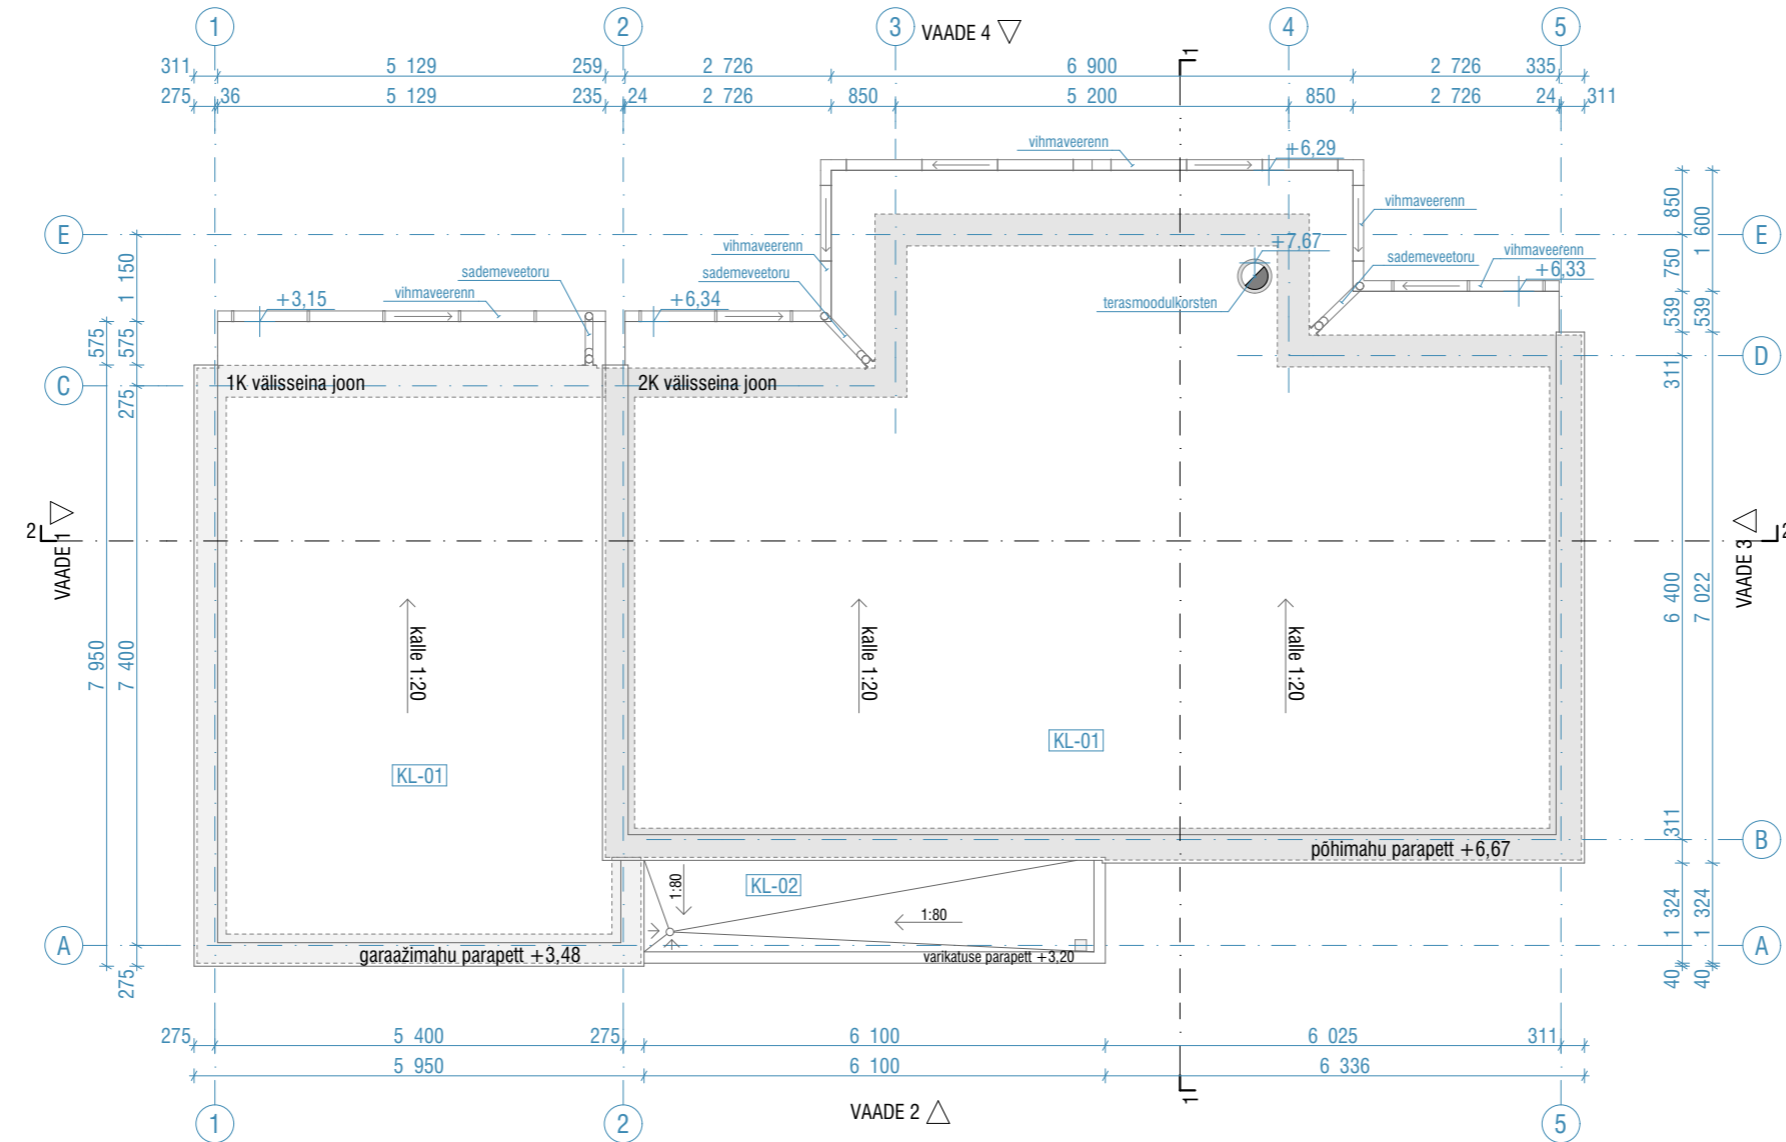 1
2
3
VAADE 4
4
5
311
5 129
259
2 726
6 900
2 726
335
275
36
5 129
235
24
2 726
850
5 200
850
2 726
24
311
1
vihmaveerenn
+6,29
vihmaveerenn
E
E
+7,67
vihmaveerenn
vihmaveerenn
sademeveetoru
sademeveetoru
sademeveetoru
+3,15
vihmaveerenn
+6,34
terasmoodulkorsten
+6,33
1 150
575
575
275
850
1 600
750
539
539
311
C
1K välisseina joon
2K välisseina joon
D
2
VAADE 1
VAADE 3
2
7 950
7 400
kalle 1:20
kalle 1:20
kalle 1:20
6 400
7 022
KL-01
KL-01
311
B
põhimahu parapett +6,67
1:80
KL-02
1:80
1 324
1 324
A
A
garaažimahu parapett +3,48
varikatuse parapett +3,20
275
40
40
275
5 400
275
6 100
6 025
311
5 950
6 100
6 336
1
1
2
VAADE 2
5